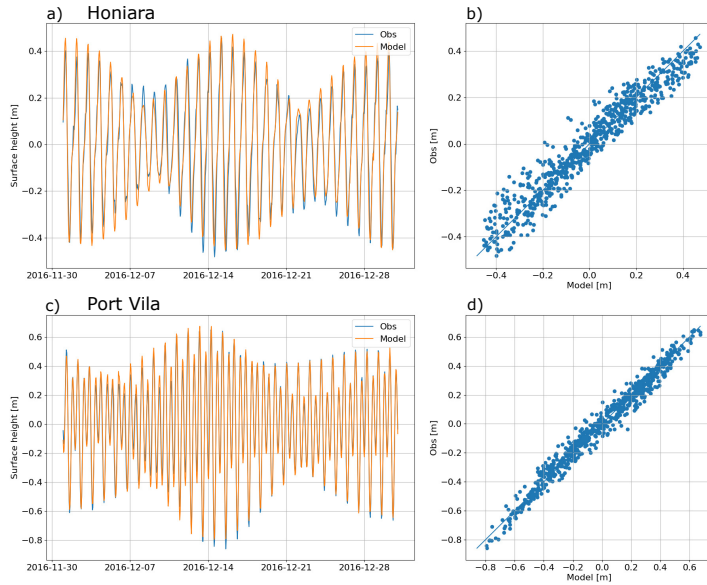 a) Honiara
Obs
Model
Surface height [m]
0.4
0.2
0.0
−0.2
−0.4
2016-11-30 2016-12-07 2016-12-14 2016-12-21 2016-12-28
b)
Obs [m]
0.4
0.2
0.0
−0.2
−0.4
−0.4 −0.2 0.0 0.2 0.4
Model [m]
c) Port Vila
Obs
Model
Surface height [m]
0.6
0.4
0.2
0.0
−0.2
−0.4
−0.6
−0.8
2016-11-30 2016-12-07 2016-12-14 2016-12-21 2016-12-28
d)
Obs [m]
0.6
0.4
0.2
0.0
−0.2
−0.4
−0.6
−0.8
−0.8 −0.6 −0.4 −0.2 0.0 0.2 0.4 0.6
Model [m]